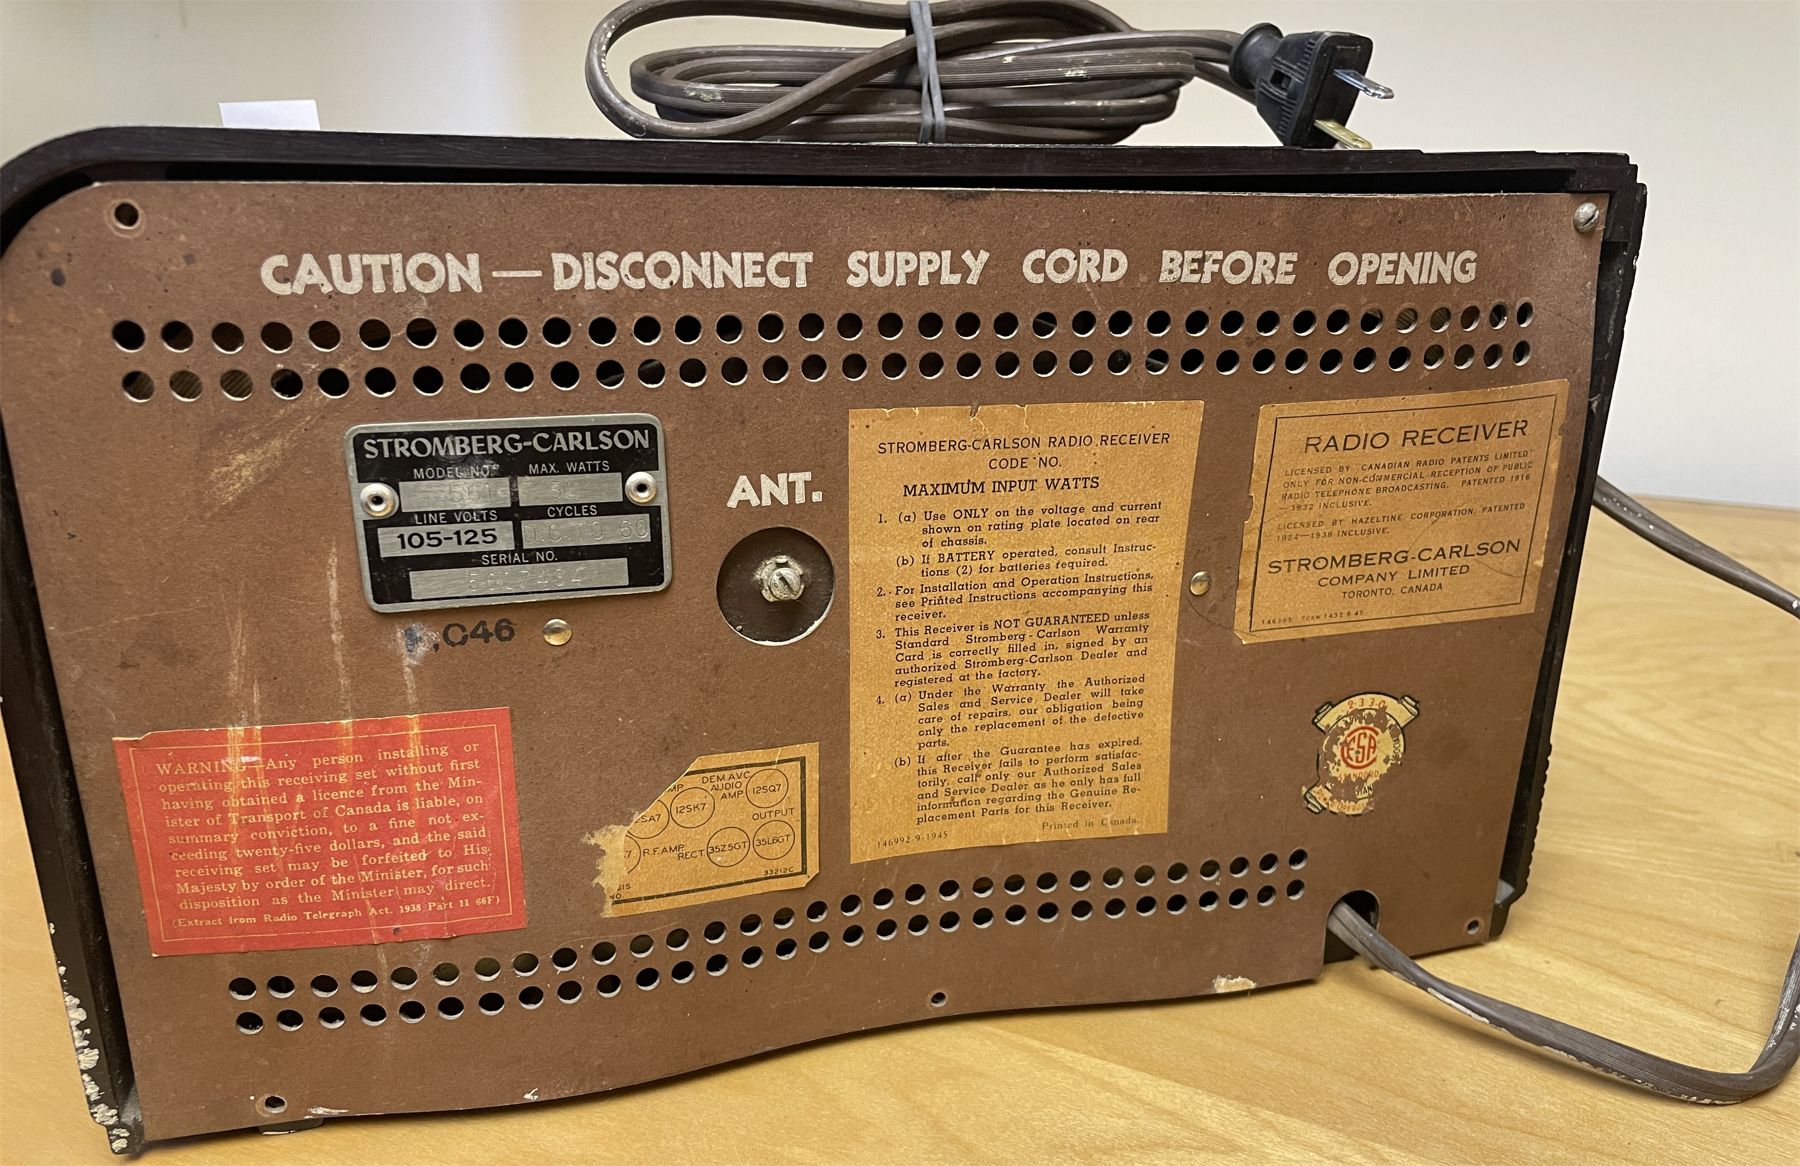 CAUTION — DISCONNECT SUPPLY CORD BEFORE OPENING
STROMBERG-CARLSON
MODEL NO. MAX. WATTS
LINE VOLTS CYCLES
105-125 D.C. TO 60
SERIAL NO.
C46
ANT.
STROMBERG-CARLSON RADIO RECEIVER
CODE NO.
MAXIMUM INPUT WATTS
1. (a) Use ONLY on the voltage and current
shown on rating plate located on rear
of chassis.
(b) If BATTERY operated, consult Instruc-
tions (2) for batteries required.
2. For Installation and Operation Instructions,
see Printed Instructions accompanying this
receiver.
3. This Receiver is NOT GUARANTEED unless
Standard Stromberg-Carlson Warranty
Card is correctly filled in, signed by an
authorized Stromberg-Carlson Dealer and
registered at the factory.
4. (a) Under the Warranty the Authorized
Sales and Service Dealer will take
care of repairs, our obligation being
only the replacement of the defective
parts.
(b) If after the Guarantee has expired,
this Receiver fails to perform satisfac-
torily, call only our Authorized Sales
and Service Dealer as he only has full
information regarding the Genuine Re-
placement Parts for this Receiver.
Printed in Canada.
146992-9-1945
RADIO RECEIVER
LICENSED BY "CANADIAN RADIO PATENTS LIMITED"
ONLY FOR NON-COMMERCIAL RECEPTION OF PUBLIC
RADIO TELEPHONE BROADCASTING. PATENTED 1916
—1932 INCLUSIVE.
LICENSED BY HAZELTINE CORPORATION, PATENTED
1924—1938 INCLUSIVE.
STROMBERG-CARLSON
COMPANY LIMITED
TORONTO, CANADA
FORM 1432
WARNING—Any person installing or
operating this receiving set without first
having obtained a licence from the Min-
ister of Transport of Canada is liable, on
summary conviction, to a fine not ex-
ceeding twenty-five dollars, and the said
receiving set may be forfeited to His
Majesty by order of the Minister, for such
disposition as the Minister may direct.
(Extract from Radio Telegraph Act. 1938 Part 11 66F)
DEM AVC
AUDIO
AMP
12SQ7
12SK7
SA7
OUTPUT
R.F. AMP
RECT.
35Z5GT
35L6GT
33212C
2330
CESA
STANDARD